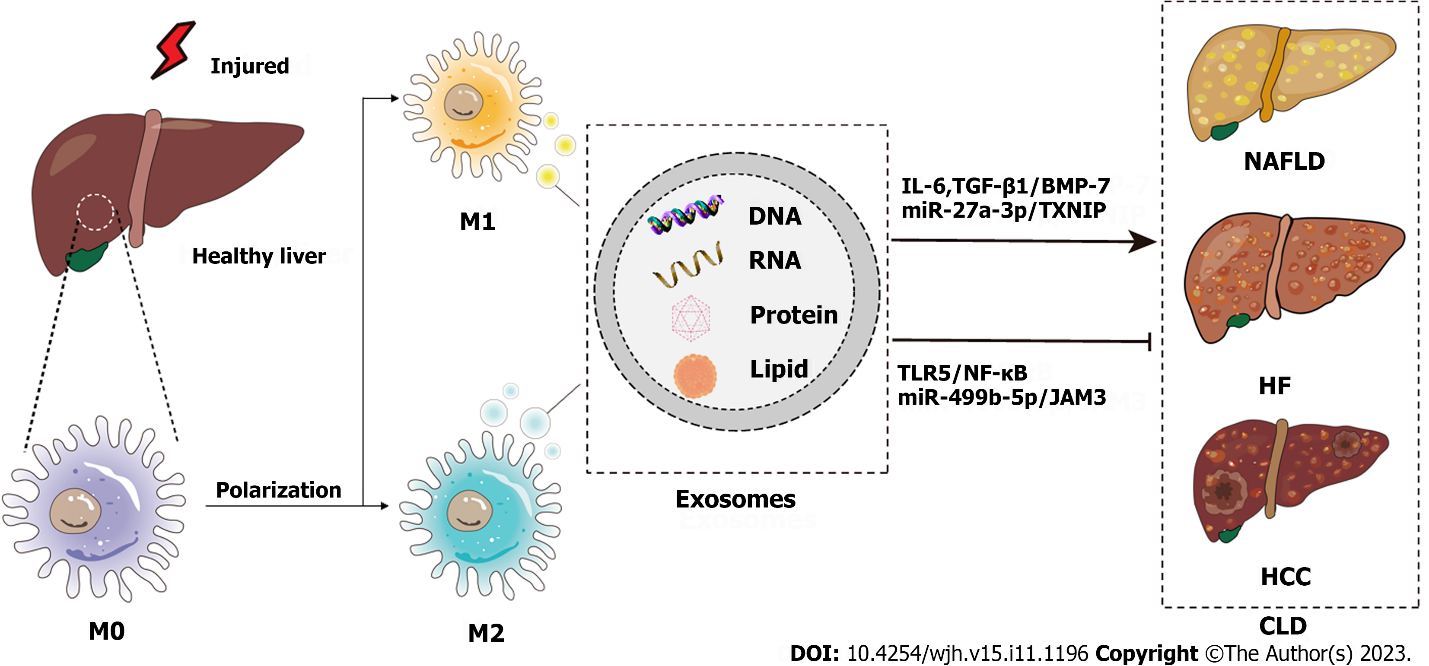 Injured
Healthy liver
M0
Polarization
M1
M2
DNA
RNA
Protein
Lipid
Exosomes
IL-6,TGF-β1/BMP-7
miR-27a-3p/TXNIP
TLR5/NF-κB
miR-499b-5p/JAM3
NAFLD
HF
HCC
CLD
DOI: 10.4254/wjh.v15.i11.1196 Copyright ©The Author(s) 2023.